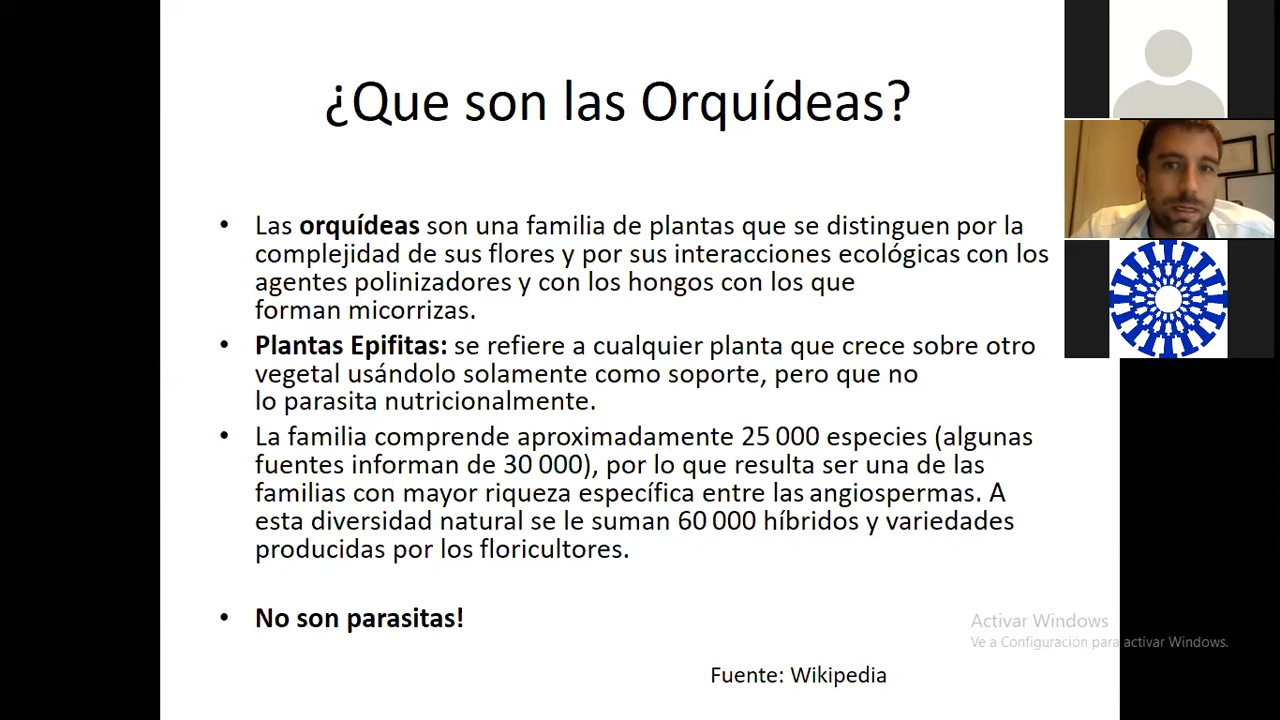 ¿Que son las Orquídeas?
• Las orquídeas son una familia de plantas que se distinguen por la
complejidad de sus flores y por sus interacciones ecológicas con los
agentes polinizadores y con los hongos con los que
forman micorrizas.
• Plantas Epifitas: se refiere a cualquier planta que crece sobre otro
vegetal usándolo solamente como soporte, pero que no
lo parasita nutricionalmente.
• La familia comprende aproximadamente 25 000 especies (algunas
fuentes informan de 30 000), por lo que resulta ser una de las
familias con mayor riqueza específica entre las angiospermas. A
esta diversidad natural se le suman 60 000 híbridos y variedades
producidas por los floricultores.
• No son parasitas!
Activar Windows
Ve a Configuración para activar Windows.
Fuente: Wikipedia